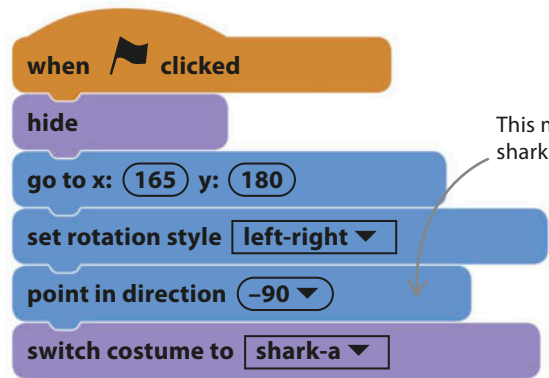 when clicked
hide
go to x: 165 y: 180
This
shark
set rotation style left-right
point in direction –90
switch costume to shark-a